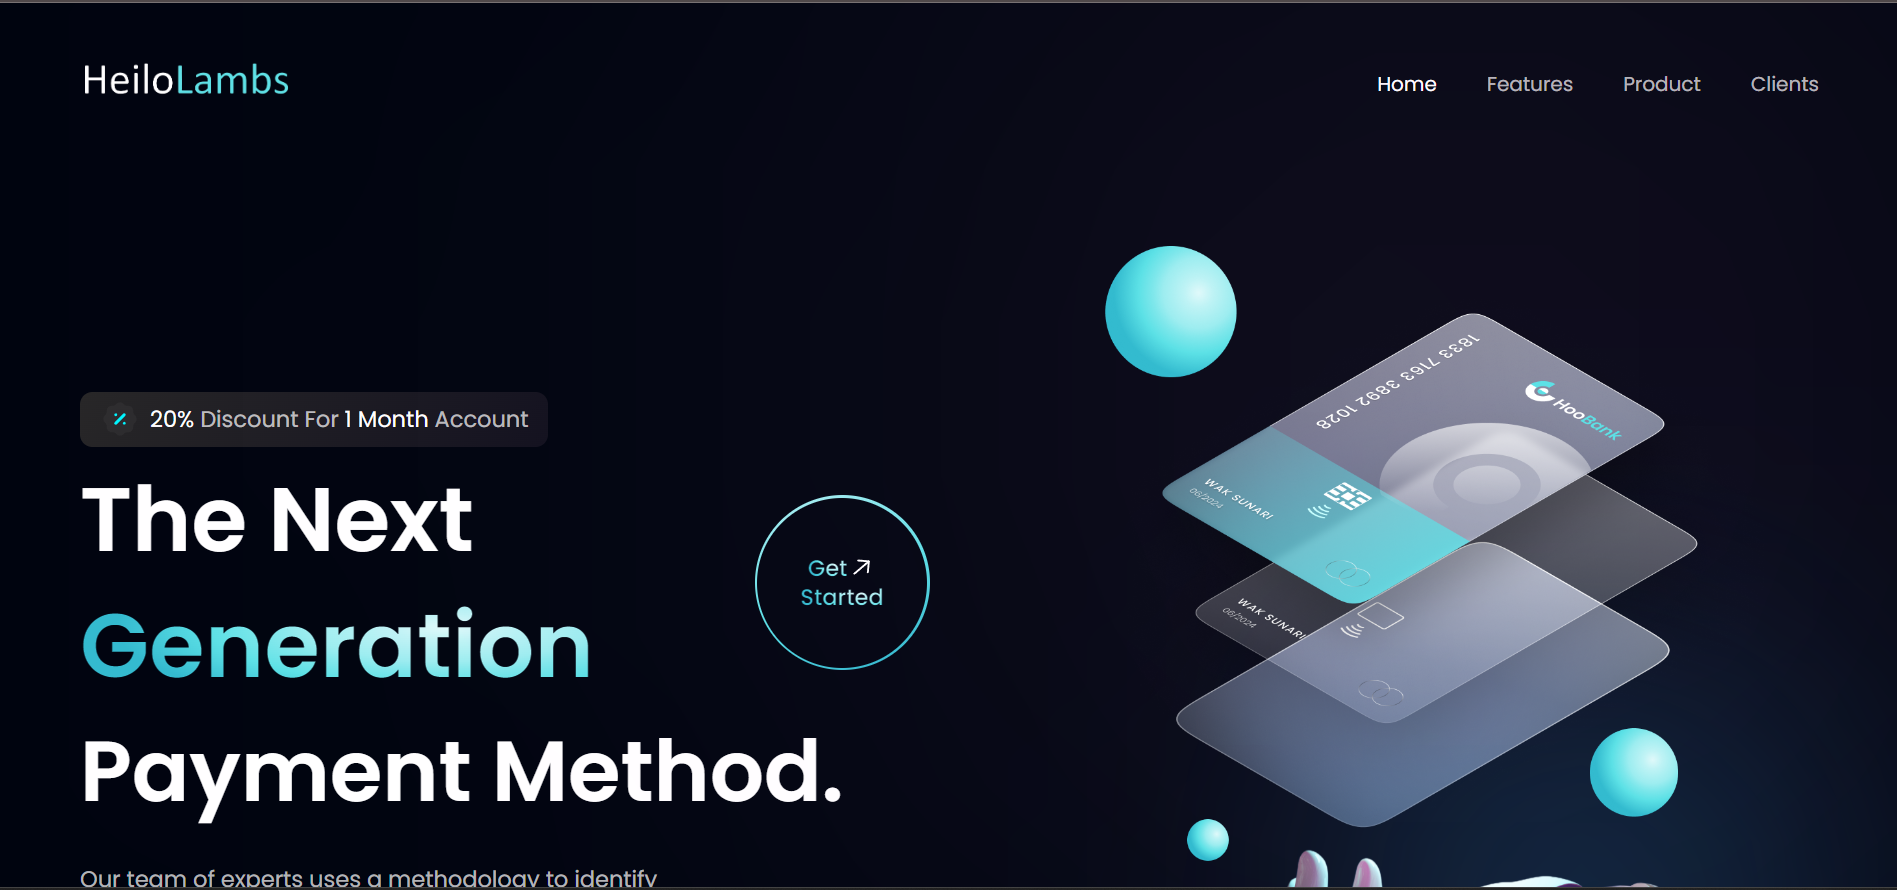 HeiloLambs
Home Features Product Clients
20% Discount For 1 Month Account
The Next
Generation
Payment Method.
Get
Started
Our team of experts uses a methodology to identify
1833 7163 3892 1028
HooBank
WAK SUNARI
06/2024
WAK SUNARI
06/2024